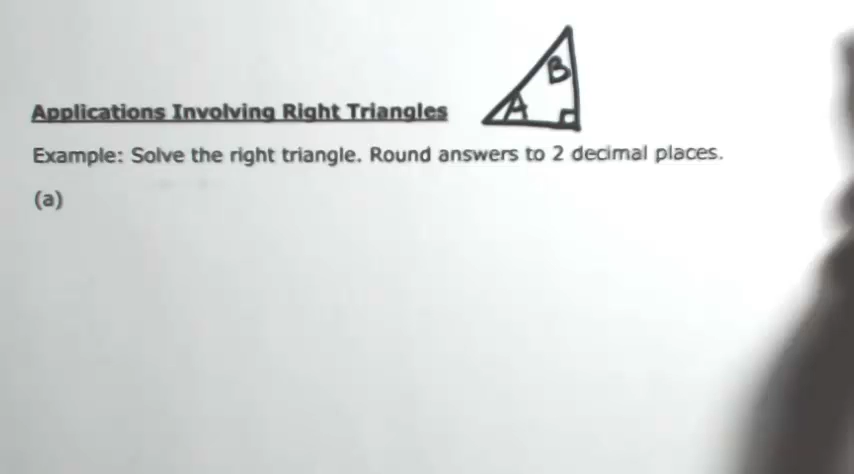 Applications Involving Right Triangles
B
A
Example: Solve the right triangle. Round answers to 2 decimal places.
(a)